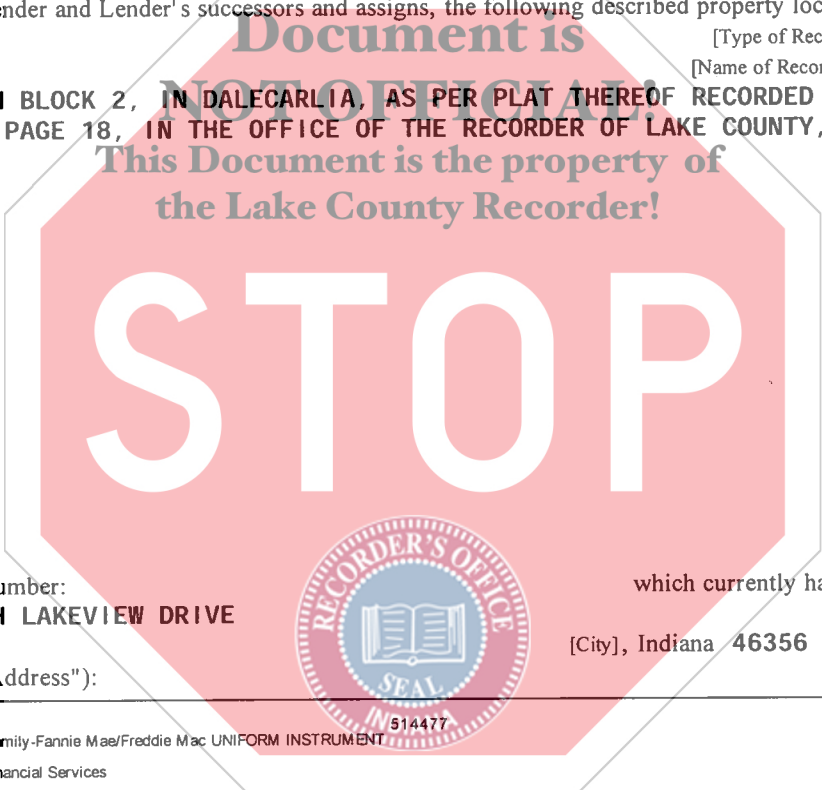 ender and Lender's successors and assigns, the following described property loc
Document is
[Type of Rec
[Name of Recor
NOT OFFICIAL!
BLOCK 2, IN DALECARLIA, AS PER PLAT THEREOF RECORDED
PAGE 18, IN THE OFFICE OF THE RECORDER OF LAKE COUNTY,
This Document is the property of
the Lake County Recorder!
STOP
RECORDER'S OFFICE
umber:
which currently ha
H LAKEVIEW DRIVE
[City], Indiana 46356
ddress"):
SEAL
INDIANA
514477
mily-Fannie Mae/Freddie Mac UNIFORM INSTRUMENT
nancial Services